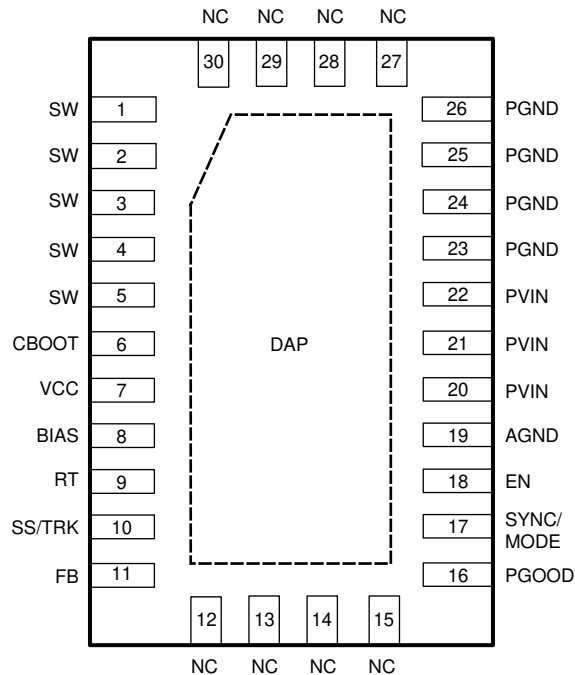 NC NC NC NC
30 29 28 27
SW 1 26 PGND
SW 2 25 PGND
SW 3 24 PGND
SW 4 23 PGND
SW 5 22 PVIN
CBOOT 6 DAP 21 PVIN
VCC 7 20 PVIN
BIAS 8 19 AGND
RT 9 18 EN
SS/TRK 10 17 SYNC/
MODE
FB 11 16 PGOOD
12 13 14 15
NC NC NC NC